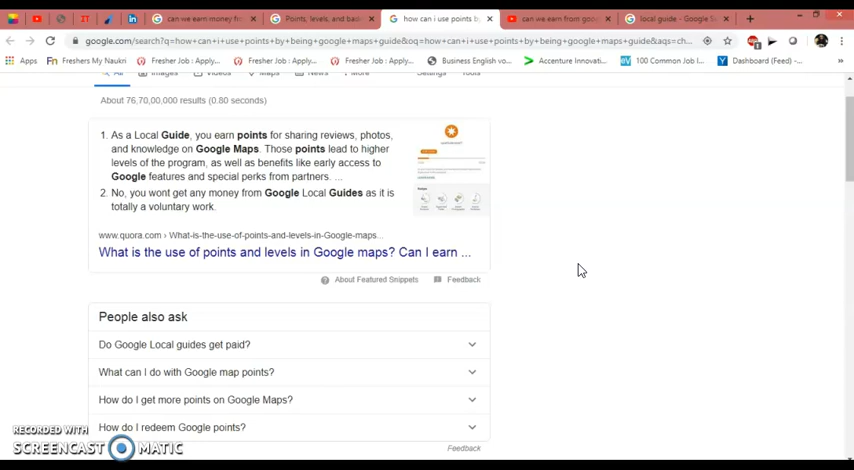 can we earn money from
Points, levels, and bad
how can i use points b
can we earn from goo
local guide - Google S
google.com/search?q=how+can+i+use+points+by+being+google+maps+guide&oq=how+can+i+use+points+by+being+google+maps+guide&aqs=ch...
Apps
Freshers My Naukri
Fresher Job : Apply...
Fresher Job : Apply...
Fresher Job : Apply...
Business English vo...
Accenture Innovati...
100 Common Job I...
Dashboard (Feed) -...
All
Images
Videos
Maps
News
More
Settings
Tools
About 76,70,00,000 results (0.80 seconds)
1. As a Local Guide, you earn points for sharing reviews, photos,
and knowledge on Google Maps. Those points lead to higher
levels of the program, as well as benefits like early access to
Google features and special perks from partners. ...
2. No, you wont get any money from Google Local Guides as it is
totally a voluntary work.
www.quora.com › What-is-the-use-of-points-and-levels-in-Google-maps...
What is the use of points and levels in Google maps? Can I earn ...
About Featured Snippets
Feedback
People also ask
Do Google Local guides get paid?
What can I do with Google map points?
How do I get more points on Google Maps?
How do I redeem Google points?
Feedback
RECORDED WITH
SCREENCAST MATIC